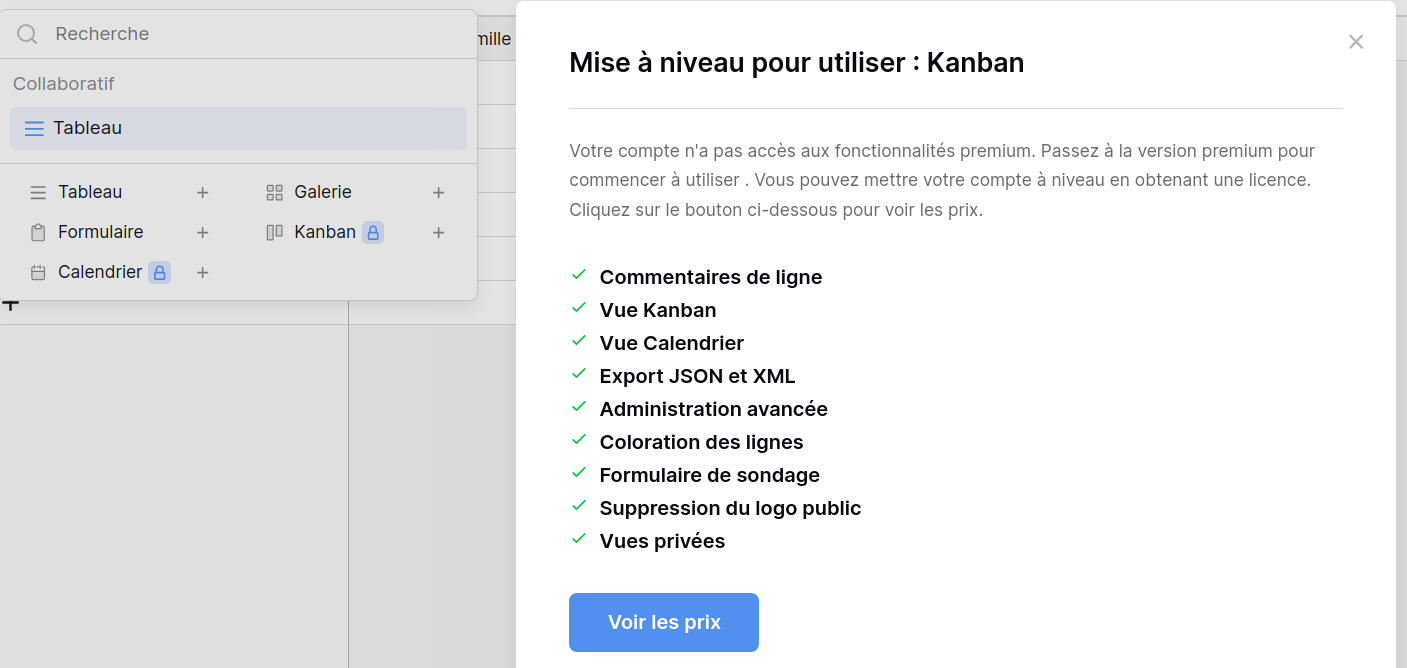 Recherche
Collaboratif
Tableau
Tableau
Galerie
Formulaire
Kanban
Calendrier
mille
Mise à niveau pour utiliser : Kanban
Votre compte n'a pas accès aux fonctionnalités premium. Passez à la version premium pour
commencer à utiliser . Vous pouvez mettre votre compte à niveau en obtenant une licence.
Cliquez sur le bouton ci-dessous pour voir les prix.
Commentaires de ligne
Vue Kanban
Vue Calendrier
Export JSON et XML
Administration avancée
Coloration des lignes
Formulaire de sondage
Suppression du logo public
Vues privées
Voir les prix